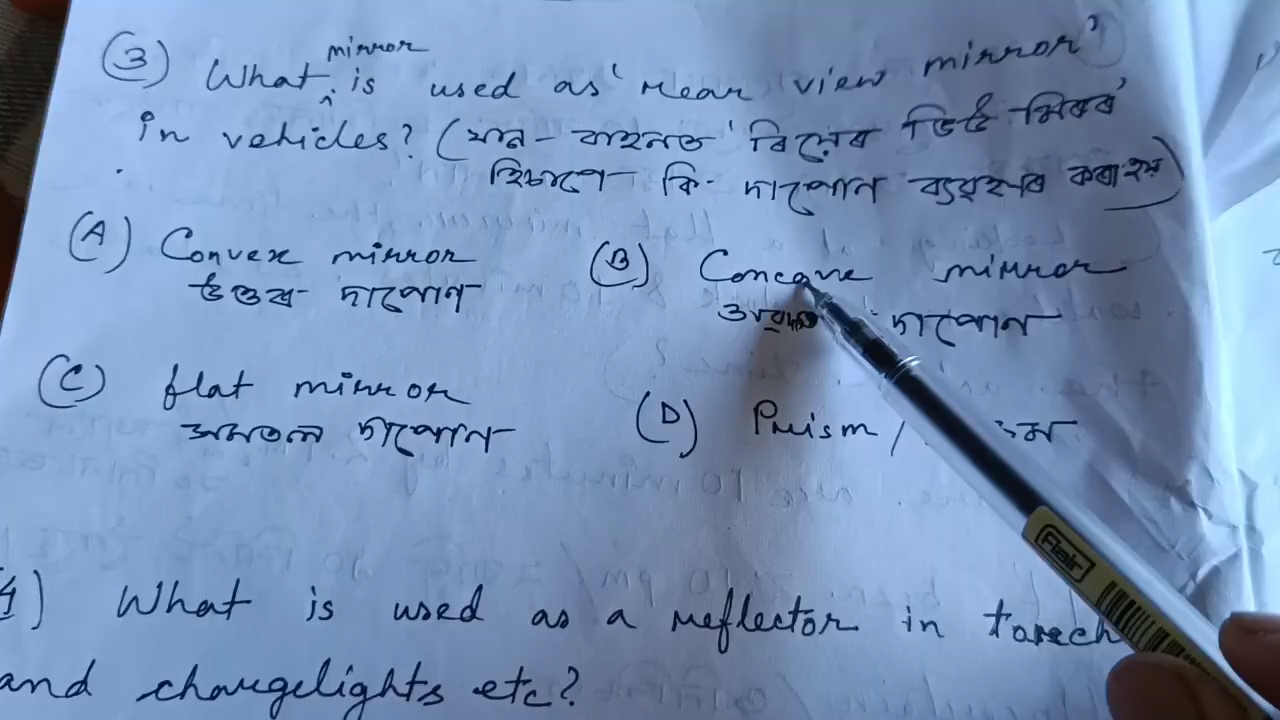 (3) What mirror is used as 'rear view mirror'
in vehicles? (যান-বাহনত 'ৰিয়েৰ ভিউ মিৰৰ'
হিচাপে কি দাপোন ব্যৱহাৰ কৰা হয়)
(A) Convex mirror
উত্তল দাপোন
(B) Concave mirror
দাপোন
(C) flat mirror
সমতল দাপোন
(D) Prism /
4) What is used as a reflector in torch
and chargelights etc?
Flair